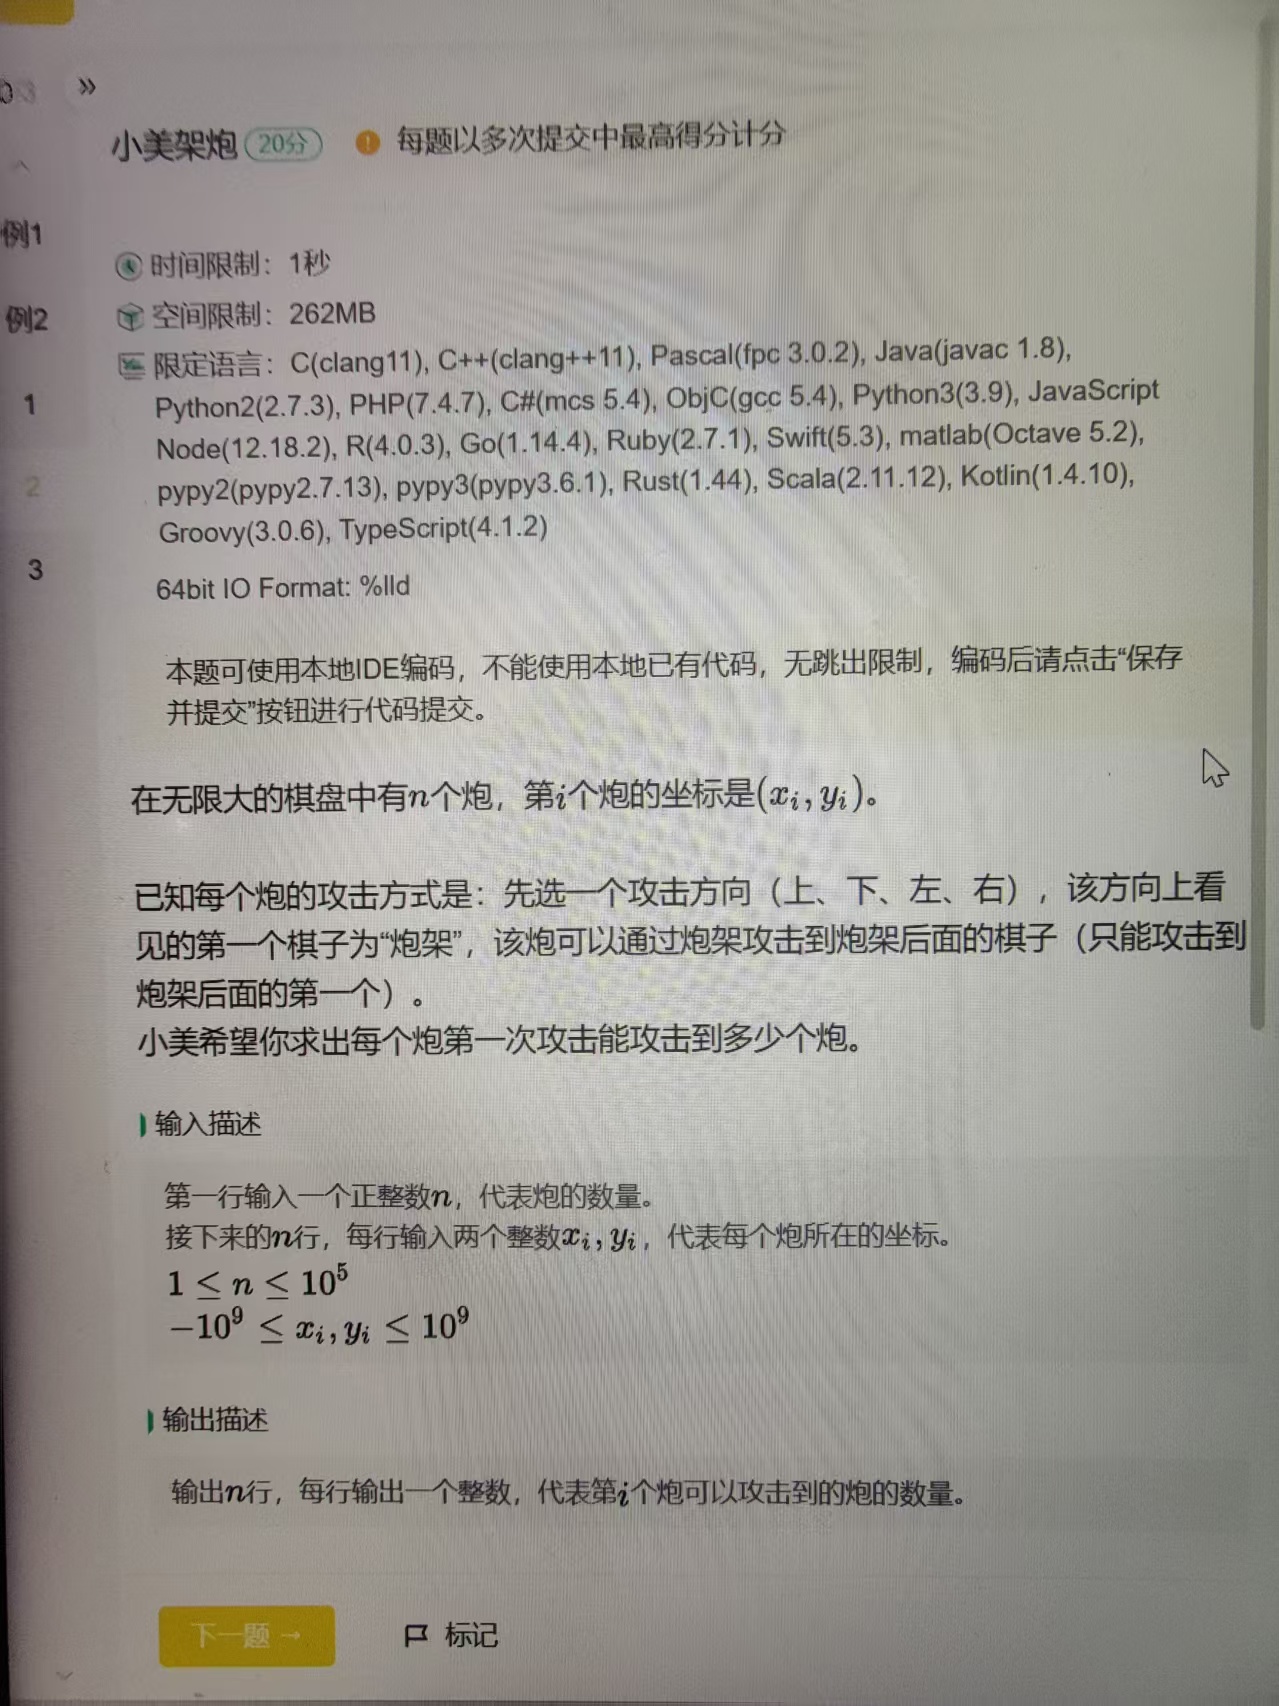 »
小美架炮 20分 ! 每题以多次提交中最高得分计分
例1
时间限制：1秒
例2
空间限制：262MB
限定语言：C(clang11), C++(clang++11), Pascal(fpc 3.0.2), Java(javac 1.8),
1
Python2(2.7.3), PHP(7.4.7), C#(mcs 5.4), ObjC(gcc 5.4), Python3(3.9), JavaScript
Node(12.18.2), R(4.0.3), Go(1.14.4), Ruby(2.7.1), Swift(5.3), matlab(Octave 5.2),
2
pypy2(pypy2.7.13), pypy3(pypy3.6.1), Rust(1.44), Scala(2.11.12), Kotlin(1.4.10),
Groovy(3.0.6), TypeScript(4.1.2)
3
64bit IO Format: %lld
本题可使用本地IDE编码，不能使用本地已有代码，无跳出限制，编码后请点击“保存
并提交”按钮进行代码提交。
在无限大的棋盘中有n个炮，第i个炮的坐标是(xᵢ, yᵢ)。
已知每个炮的攻击方式是：先选一个攻击方向（上、下、左、右），该方向上看
见的第一个棋子为“炮架”，该炮可以通过炮架攻击到炮架后面的棋子（只能攻击到
炮架后面的第一个）。
小美希望你求出每个炮第一次攻击能攻击到多少个炮。
输入描述
第一行输入一个正整数n，代表炮的数量。
接下来的n行，每行输入两个整数xᵢ, yᵢ，代表每个炮所在的坐标。
1 ≤ n ≤ 10⁵
−10⁹ ≤ xᵢ, yᵢ ≤ 10⁹
输出描述
输出n行，每行输出一个整数，代表第i个炮可以攻击到的炮的数量。
下一题 → 标记